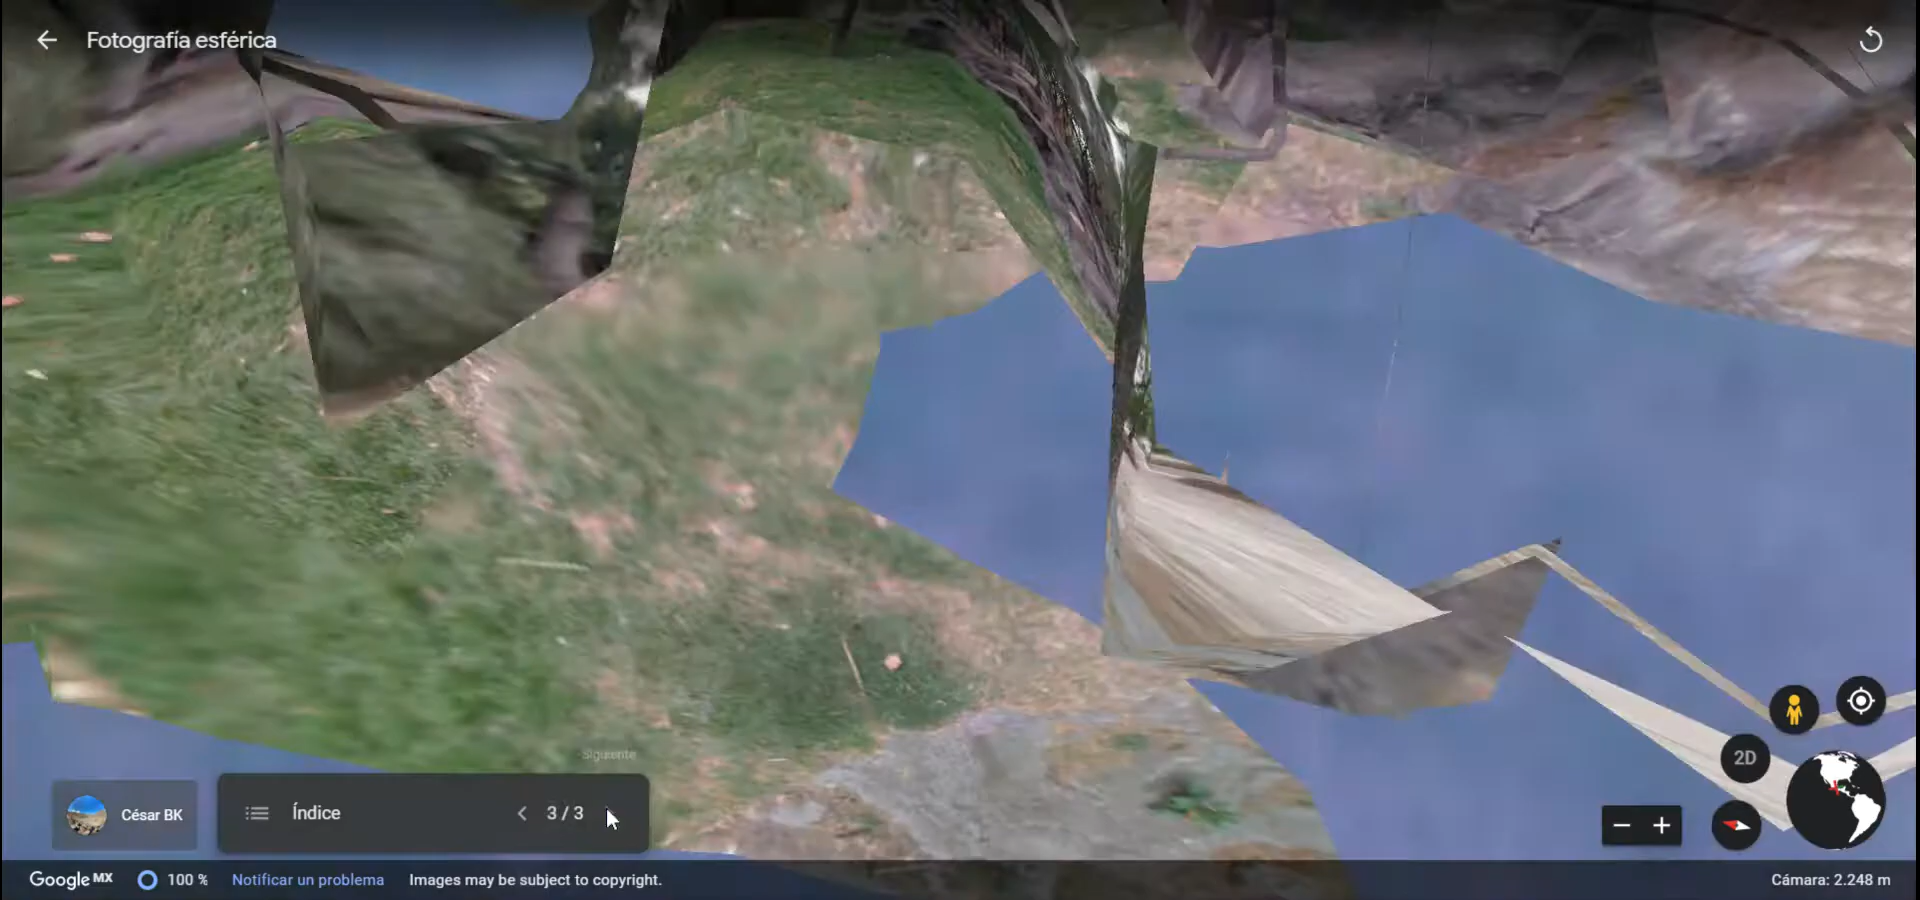 Fotografía esférica
Siguiente
César BK
Índice
3 / 3
2D
Google MX
100 %
Notificar un problema
Images may be subject to copyright.
Cámara: 2.248 m